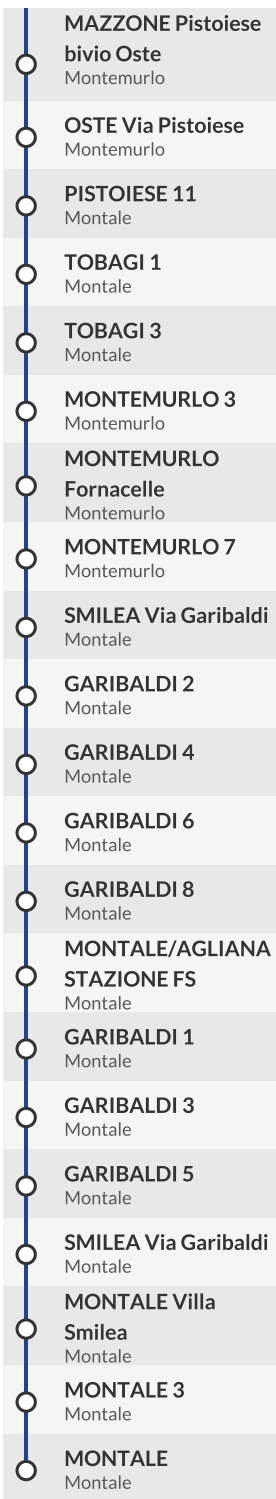 MAZZONE Pistoiese
bivio Oste
Montemurlo
OSTE Via Pistoiese
Montemurlo
PISTOIESE 11
Montale
TOBAGI 1
Montale
TOBAGI 3
Montale
MONTEMURLO 3
Montemurlo
MONTEMURLO
Fornacelle
Montemurlo
MONTEMURLO 7
Montemurlo
SMILEA Via Garibaldi
Montale
GARIBALDI 2
Montale
GARIBALDI 4
Montale
GARIBALDI 6
Montale
GARIBALDI 8
Montale
MONTALE/AGLIANA
STAZIONE FS
Montale
GARIBALDI 1
Montale
GARIBALDI 3
Montale
GARIBALDI 5
Montale
SMILEA Via Garibaldi
Montale
MONTALE Villa
Smilea
Montale
MONTALE 3
Montale
MONTALE
Montale